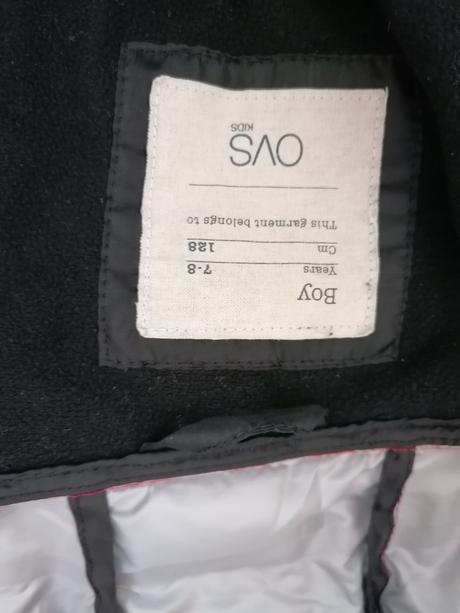 Boy
Years 7-8
Cm 128
This garment belongs to
OVS
KIDS